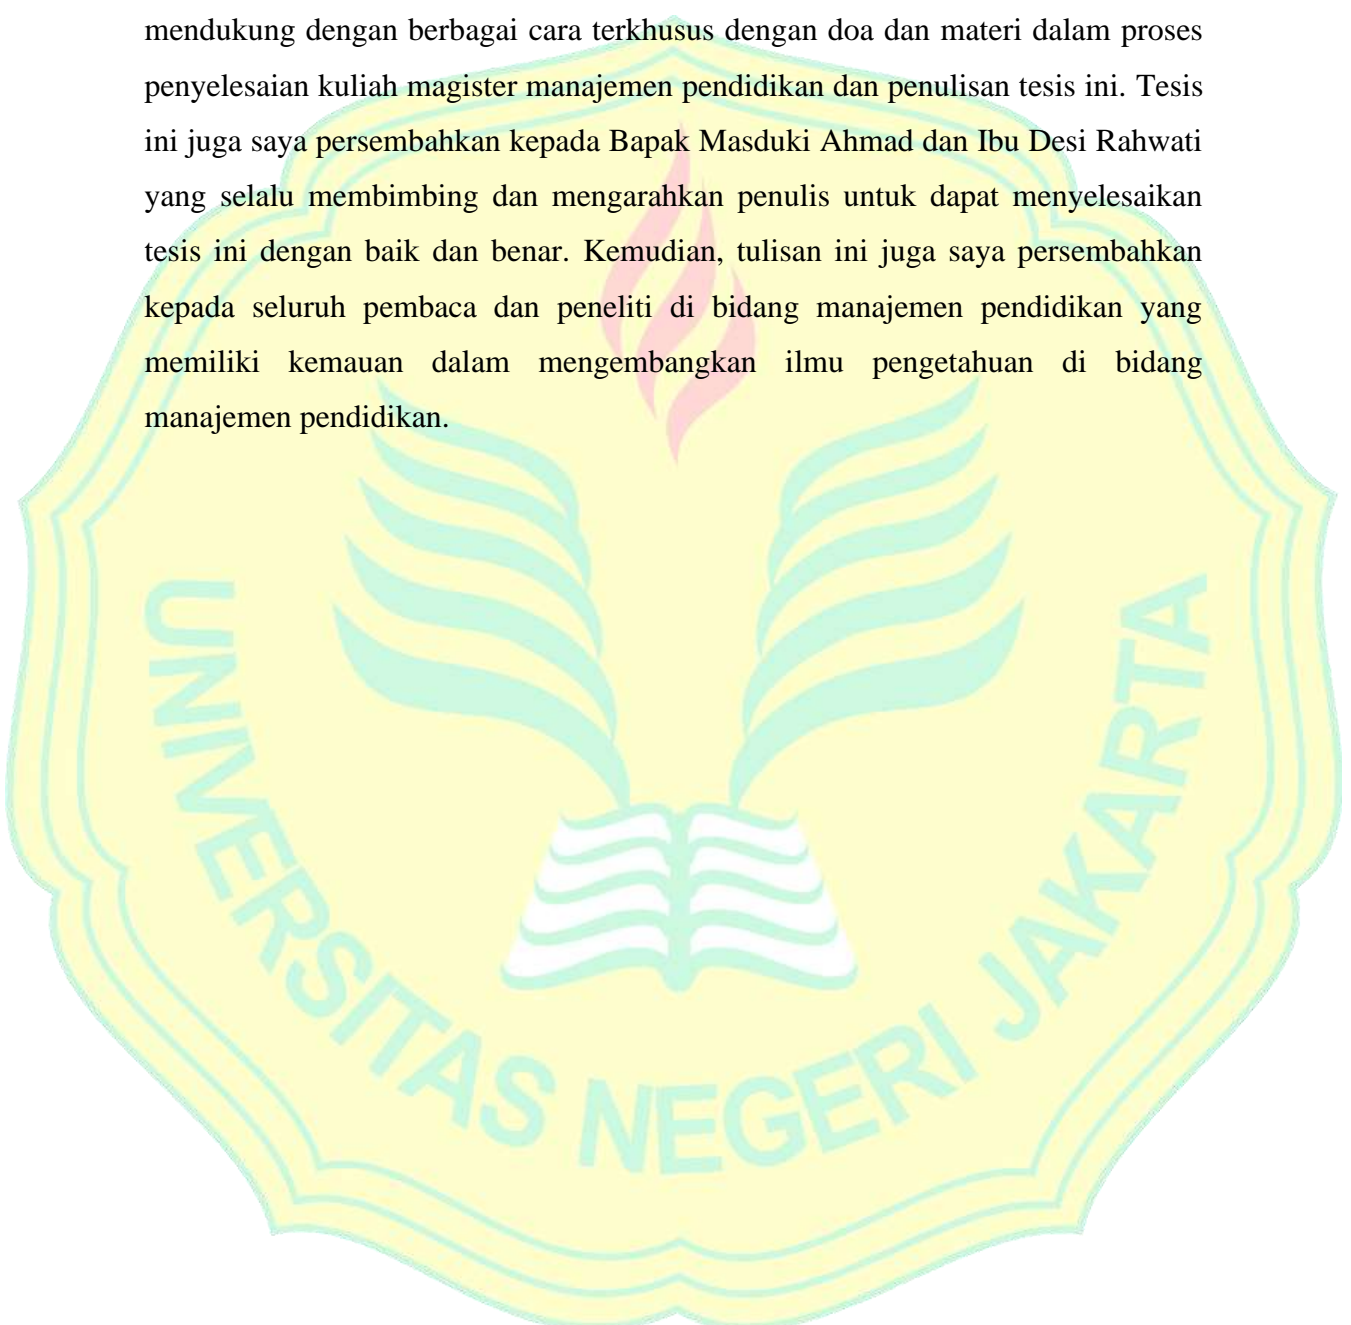 mendukung dengan berbagai cara terkhusus dengan doa dan materi dalam proses
penyelesaian kuliah magister manajemen pendidikan dan penulisan tesis ini. Tesis
ini juga saya persembahkan kepada Bapak Masduki Ahmad dan Ibu Desi Rahwati
yang selalu membimbing dan mengarahkan penulis untuk dapat menyelesaikan
tesis ini dengan baik dan benar. Kemudian, tulisan ini juga saya persembahkan
kepada seluruh pembaca dan peneliti di bidang manajemen pendidikan yang
memiliki kemauan dalam mengembangkan ilmu pengetahuan di bidang
manajemen pendidikan.
UNIVERSITAS NEGERI JAKARTA